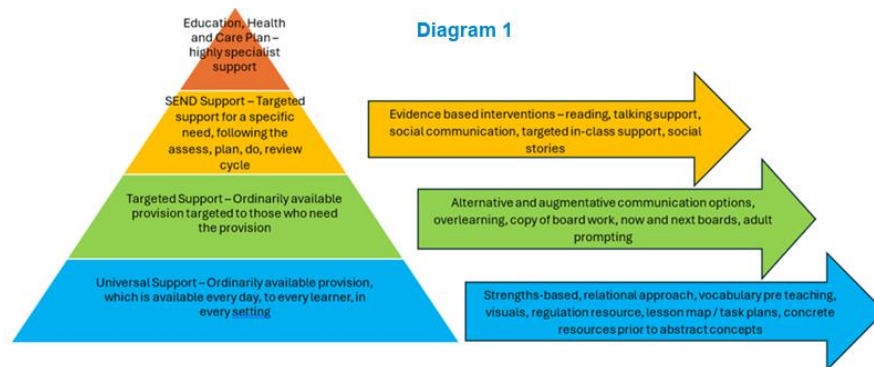 Diagram 1
Education, Health
and Care Plan –
highly specialist
support
SEND Support – Targeted
support for a specific
need, following the
assess, plan, do, review
cycle
Evidence based interventions – reading, talking support,
social communication, targeted in-class support, social
stories
Targeted Support – Ordinarily available
provision targeted to those who need
the provision
Alternative and augmentative communication options,
overlearning, copy of board work, now and next boards, adult
prompting
Universal Support – Ordinarily available provision,
which is available every day, to every learner, in
every setting
Strengths-based, relational approach, vocabulary pre teaching,
visuals, regulation resource, lesson map / task plans, concrete
resources prior to abstract concepts